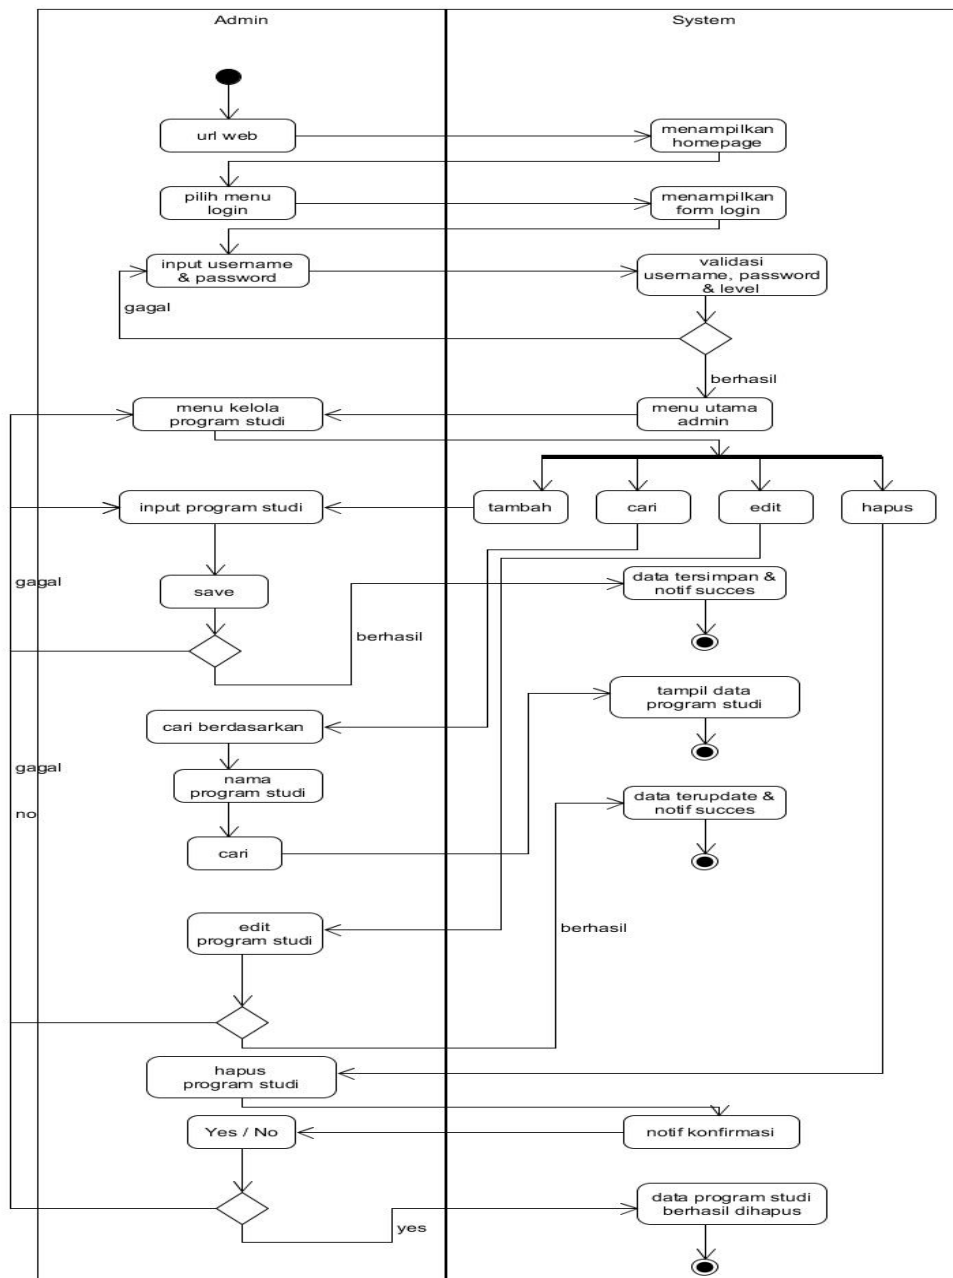 Admin
System
url web
menampilkan
homepage
pilih menu
login
menampilkan
form login
input username
& password
validasi
username, password
& level
gagal
berhasil
menu kelola
program studi
menu utama
admin
input program studi
tambah
cari
edit
hapus
gagal
save
data tersimpan &
notif succes
berhasil
tampil data
program studi
cari berdasarkan
gagal
nama
program studi
data terupdate &
notif succes
no
cari
edit
program studi
berhasil
hapus
program studi
Yes / No
notif konfirmasi
data program studi
berhasil dihapus
yes